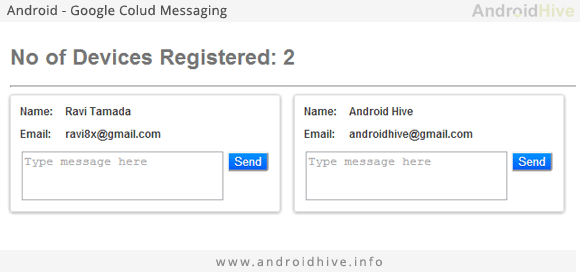 Android - Google Colud Messaging
AndroidHive
No of Devices Registered: 2
Name: Ravi Tamada
Email: ravi8x@gmail.com
Type message here
Send
Name: Android Hive
Email: androidhive@gmail.com
Type message here
Send
www.androidhive.info